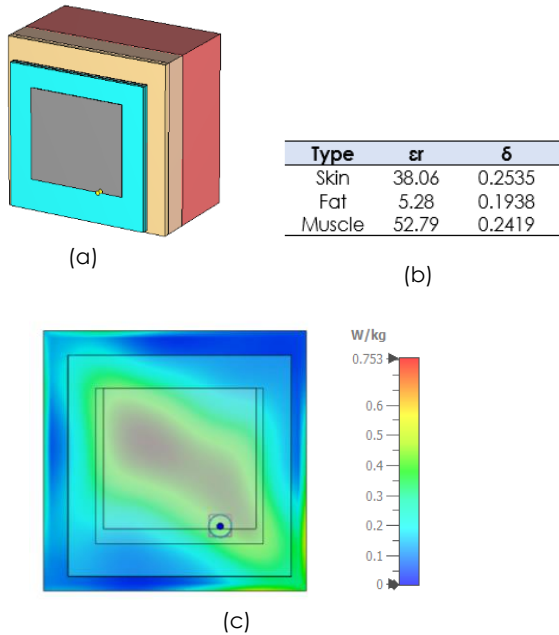 (a)
Type εr δ
Skin 38.06 0.2535
Fat 5.28 0.1938
Muscle 52.79 0.2419
(b)
W/kg
0.753
0.6
0.5
0.4
0.3
0.2
0.1
0
(c)